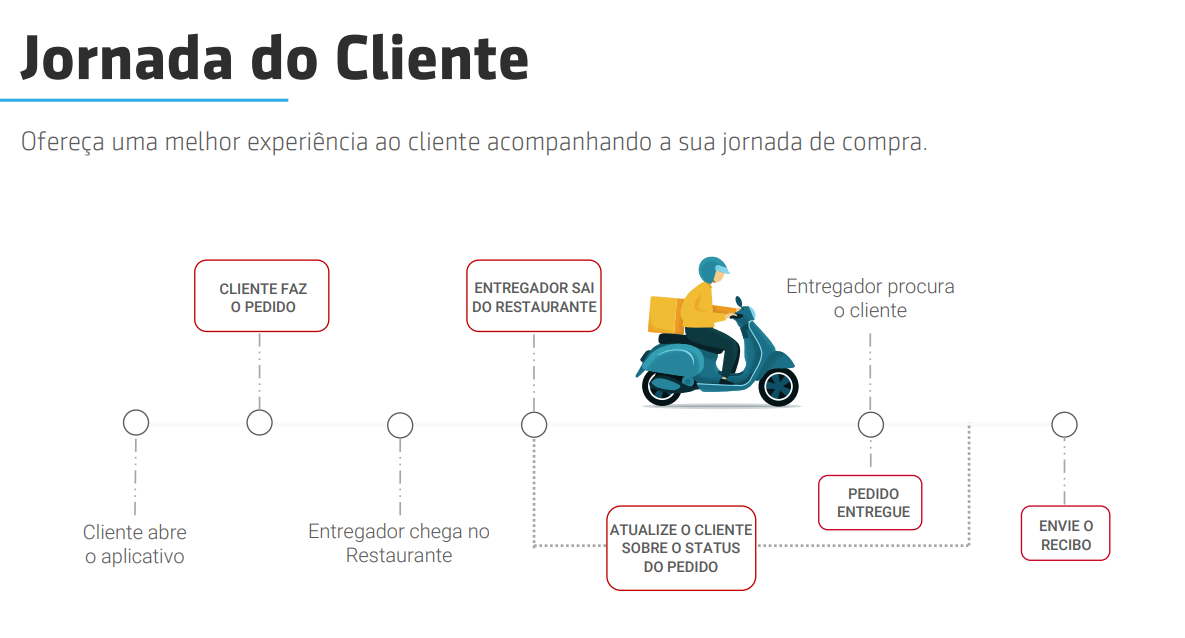 Jornada do Cliente
Ofereça uma melhor experiência ao cliente acompanhando a sua jornada de compra.
CLIENTE FAZ
O PEDIDO
ENTREGADOR SAI
DO RESTAURANTE
Entregador procura
o cliente
Cliente abre
o aplicativo
Entregador chega no
Restaurante
ATUALIZE O CLIENTE
SOBRE O STATUS
DO PEDIDO
PEDIDO
ENTREGUE
ENVIE O
RECIBO